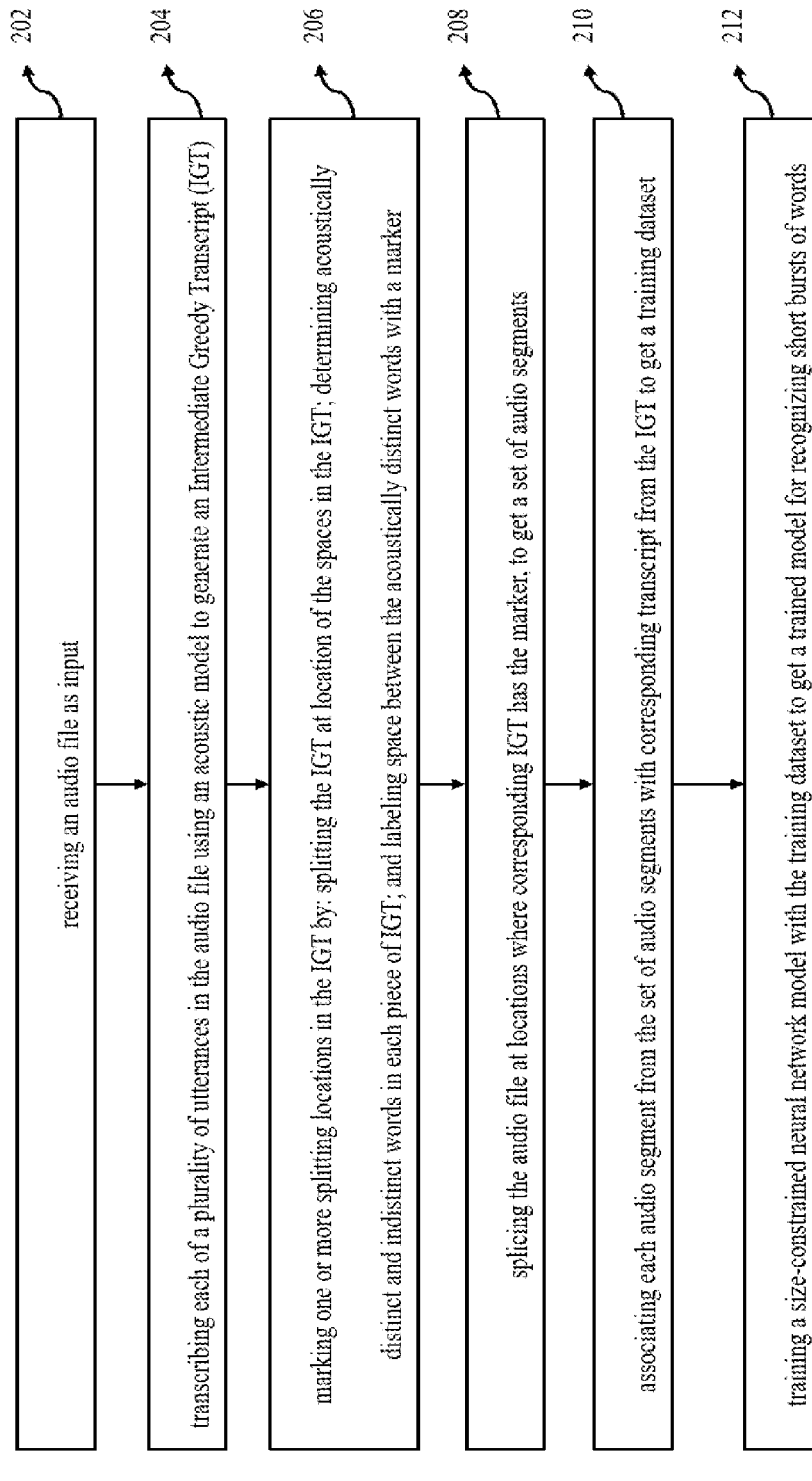 receiving an audio file as input
202
transcribing each of a plurality of utterances in the audio file using an acoustic model to generate an Intermediate Greedy Transcript (IGT)
204
marking one or more splitting locations in the IGT by: splitting the IGT at location of the spaces in the IGT; determining acoustically
distinct and indistinct words in each piece of IGT; and labeling space between the acoustically distinct words with a marker
206
splicing the audio file at locations where corresponding IGT has the marker, to get a set of audio segments
208
associating each audio segment from the set of audio segments with corresponding transcript from the IGT to get a training dataset
210
training a size-constrained neural network model with the training dataset to get a trained model for recognizing short bursts of words
212